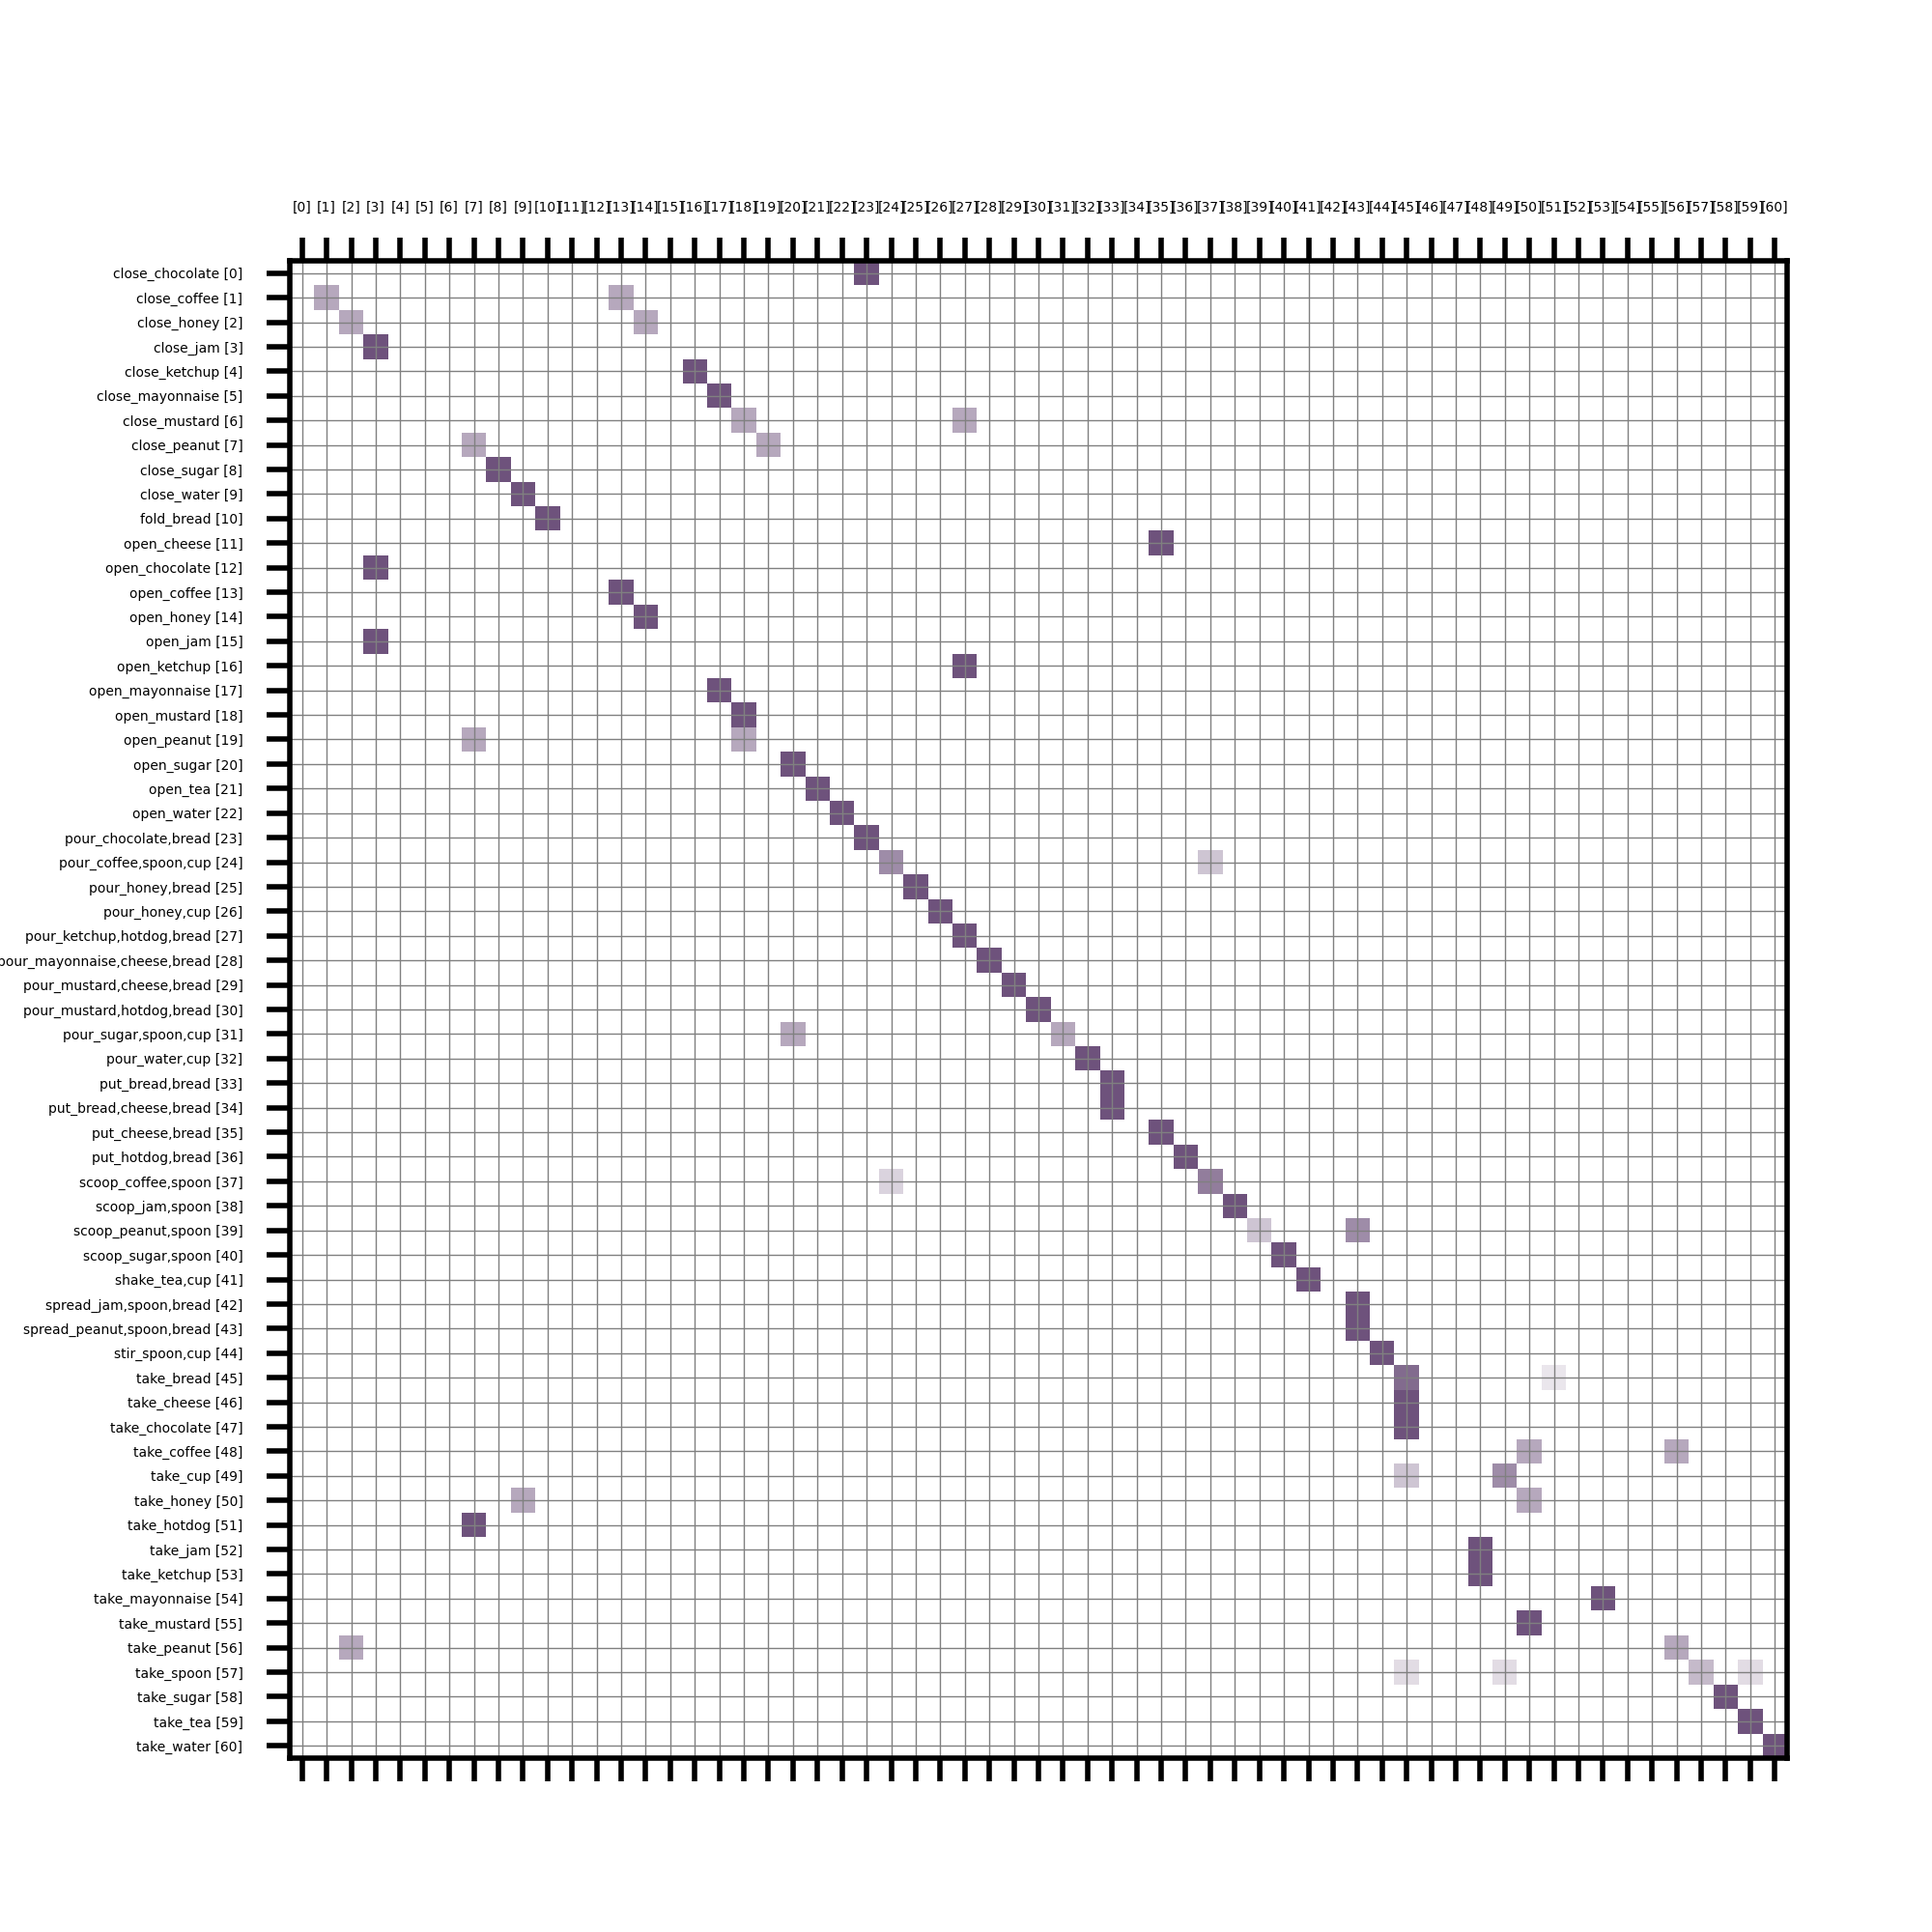 [0] [1] [2] [3] [4] [5] [6] [7] [8] [9] [10] [11] [12] [13] [14] [15] [16] [17] [18] [19] [20] [21] [22] [23] [24] [25] [26] [27] [28] [29] [30] [31] [32] [33] [34] [35] [36] [37] [38] [39] [40] [41] [42] [43] [44] [45] [46] [47] [48] [49] [50] [51] [52] [53] [54] [55] [56] [57] [58] [59] [60]
close_chocolate [0]
close_coffee [1]
close_honey [2]
close_jam [3]
close_ketchup [4]
close_mayonnaise [5]
close_mustard [6]
close_peanut [7]
close_sugar [8]
close_water [9]
fold_bread [10]
open_cheese [11]
open_chocolate [12]
open_coffee [13]
open_honey [14]
open_jam [15]
open_ketchup [16]
open_mayonnaise [17]
open_mustard [18]
open_peanut [19]
open_sugar [20]
open_tea [21]
open_water [22]
pour_chocolate,bread [23]
pour_coffee,spoon,cup [24]
pour_honey,bread [25]
pour_honey,cup [26]
pour_ketchup,hotdog,bread [27]
pour_mayonnaise,cheese,bread [28]
pour_mustard,cheese,bread [29]
pour_mustard,hotdog,bread [30]
pour_sugar,spoon,cup [31]
pour_water,cup [32]
put_bread,bread [33]
put_bread,cheese,bread [34]
put_cheese,bread [35]
put_hotdog,bread [36]
scoop_coffee,spoon [37]
scoop_jam,spoon [38]
scoop_peanut,spoon [39]
scoop_sugar,spoon [40]
shake_tea,cup [41]
spread_jam,spoon,bread [42]
spread_peanut,spoon,bread [43]
stir_spoon,cup [44]
take_bread [45]
take_cheese [46]
take_chocolate [47]
take_coffee [48]
take_cup [49]
take_honey [50]
take_hotdog [51]
take_jam [52]
take_ketchup [53]
take_mayonnaise [54]
take_mustard [55]
take_peanut [56]
take_spoon [57]
take_sugar [58]
take_tea [59]
take_water [60]